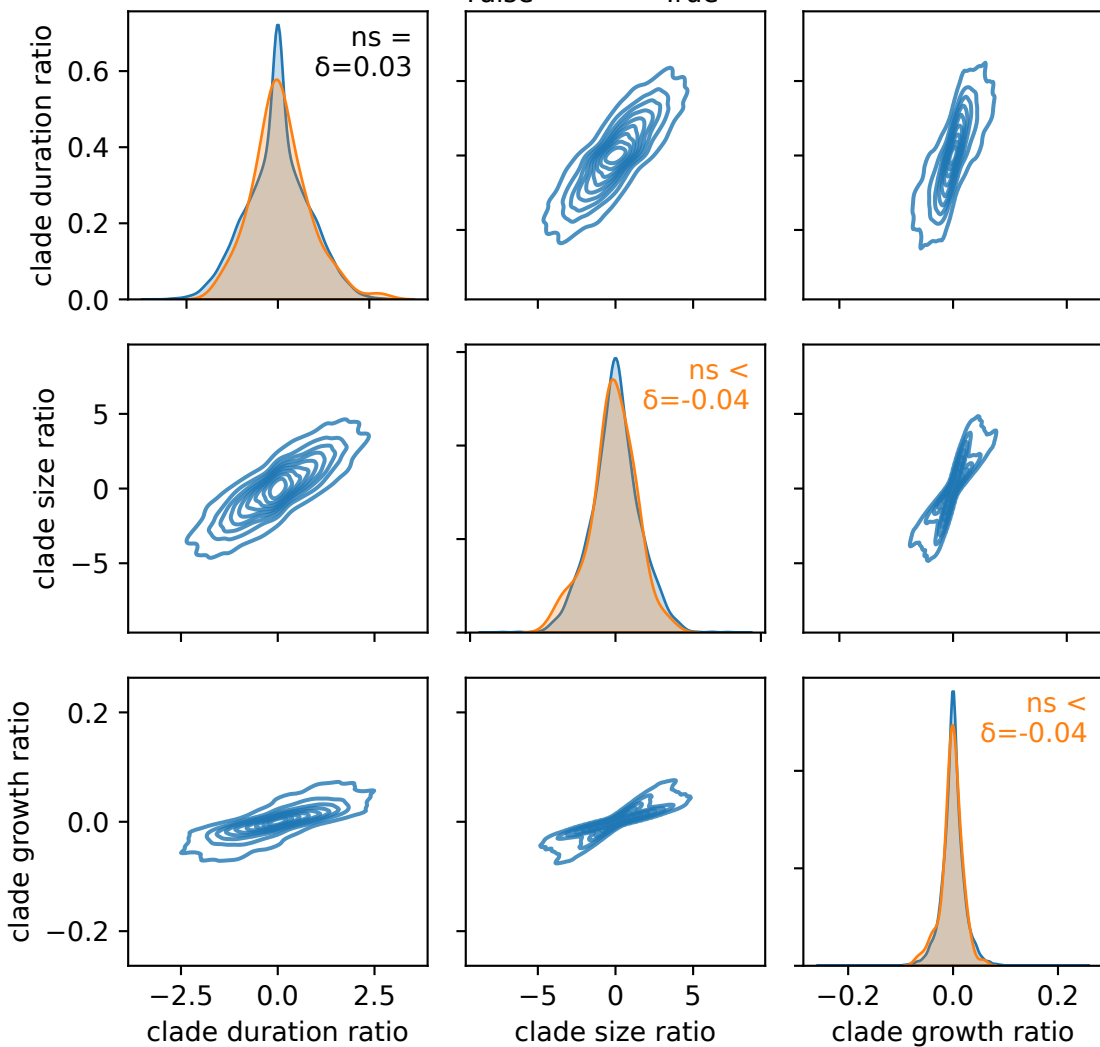 clade duration ratio
0.6
0.4
0.2
0.0
ns =
δ=0.03
clade size ratio
5
0
−5
ns <
δ=-0.04
clade growth ratio
0.2
0.0
−0.2
ns <
δ=-0.04
−2.5 0.0 2.5
−5 0 5
−0.2 0.0 0.2
clade duration ratio
clade size ratio
clade growth ratio